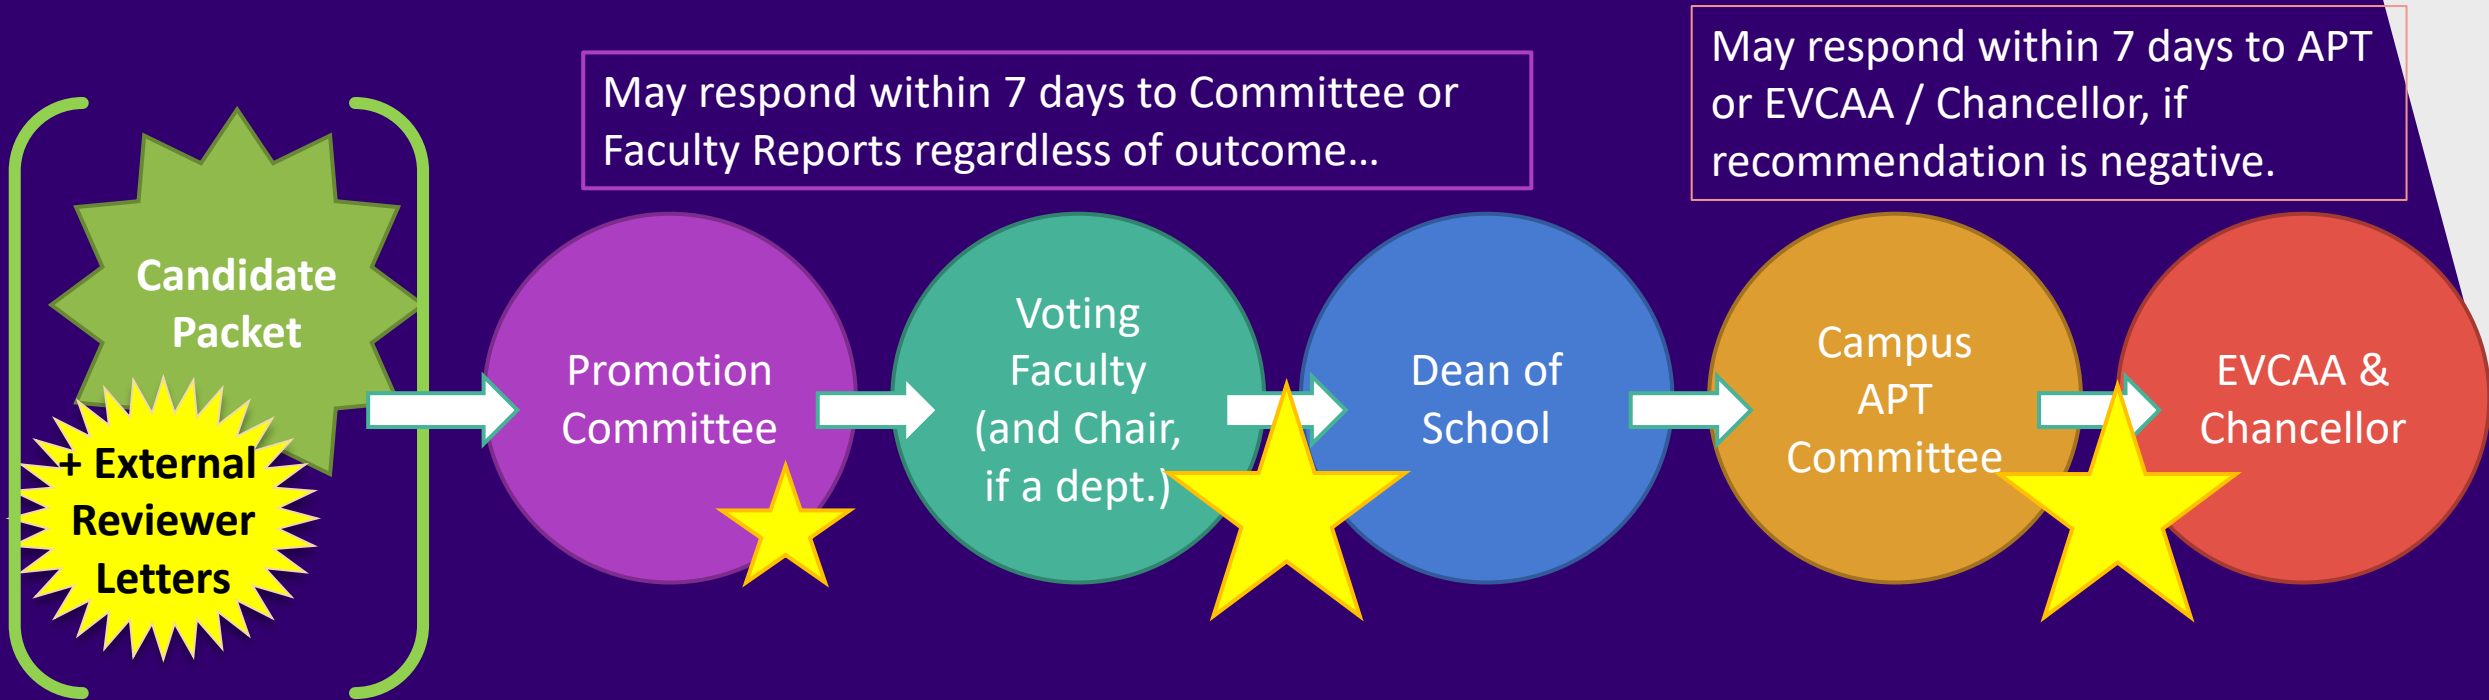 May respond within 7 days to Committee or
Faculty Reports regardless of outcome…
May respond within 7 days to APT
or EVCAA / Chancellor, if
recommendation is negative.
Candidate
Packet
+ External
Reviewer
Letters
Promotion
Committee
Voting
Faculty
(and Chair,
if a dept.)
Dean of
School
Campus
APT
Committee
EVCAA &
Chancellor